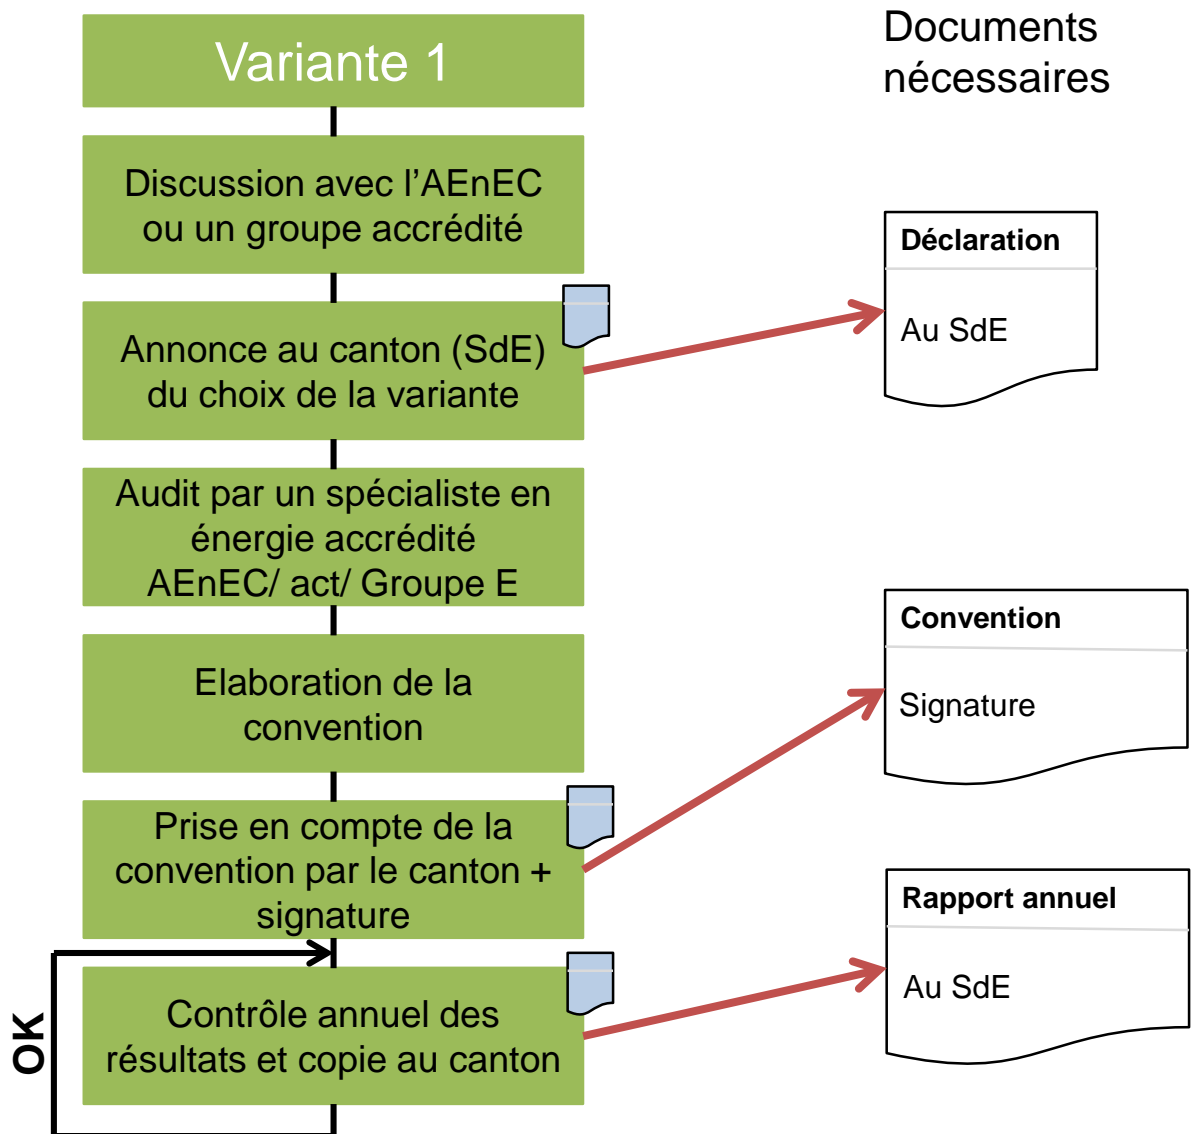 Variante 1
Documents
nécessaires
Discussion avec l'AEnEC
ou un groupe accrédité
Déclaration
Au SdE
Annonce au canton (SdE)
du choix de la variante
Audit par un spécialiste en
énergie accrédité
AEnEC/ act/ Groupe E
Convention
Signature
Elaboration de la
convention
Prise en compte de la
convention par le canton +
signature
Rapport annuel
Au SdE
Contrôle annuel des
résultats et copie au canton
OK